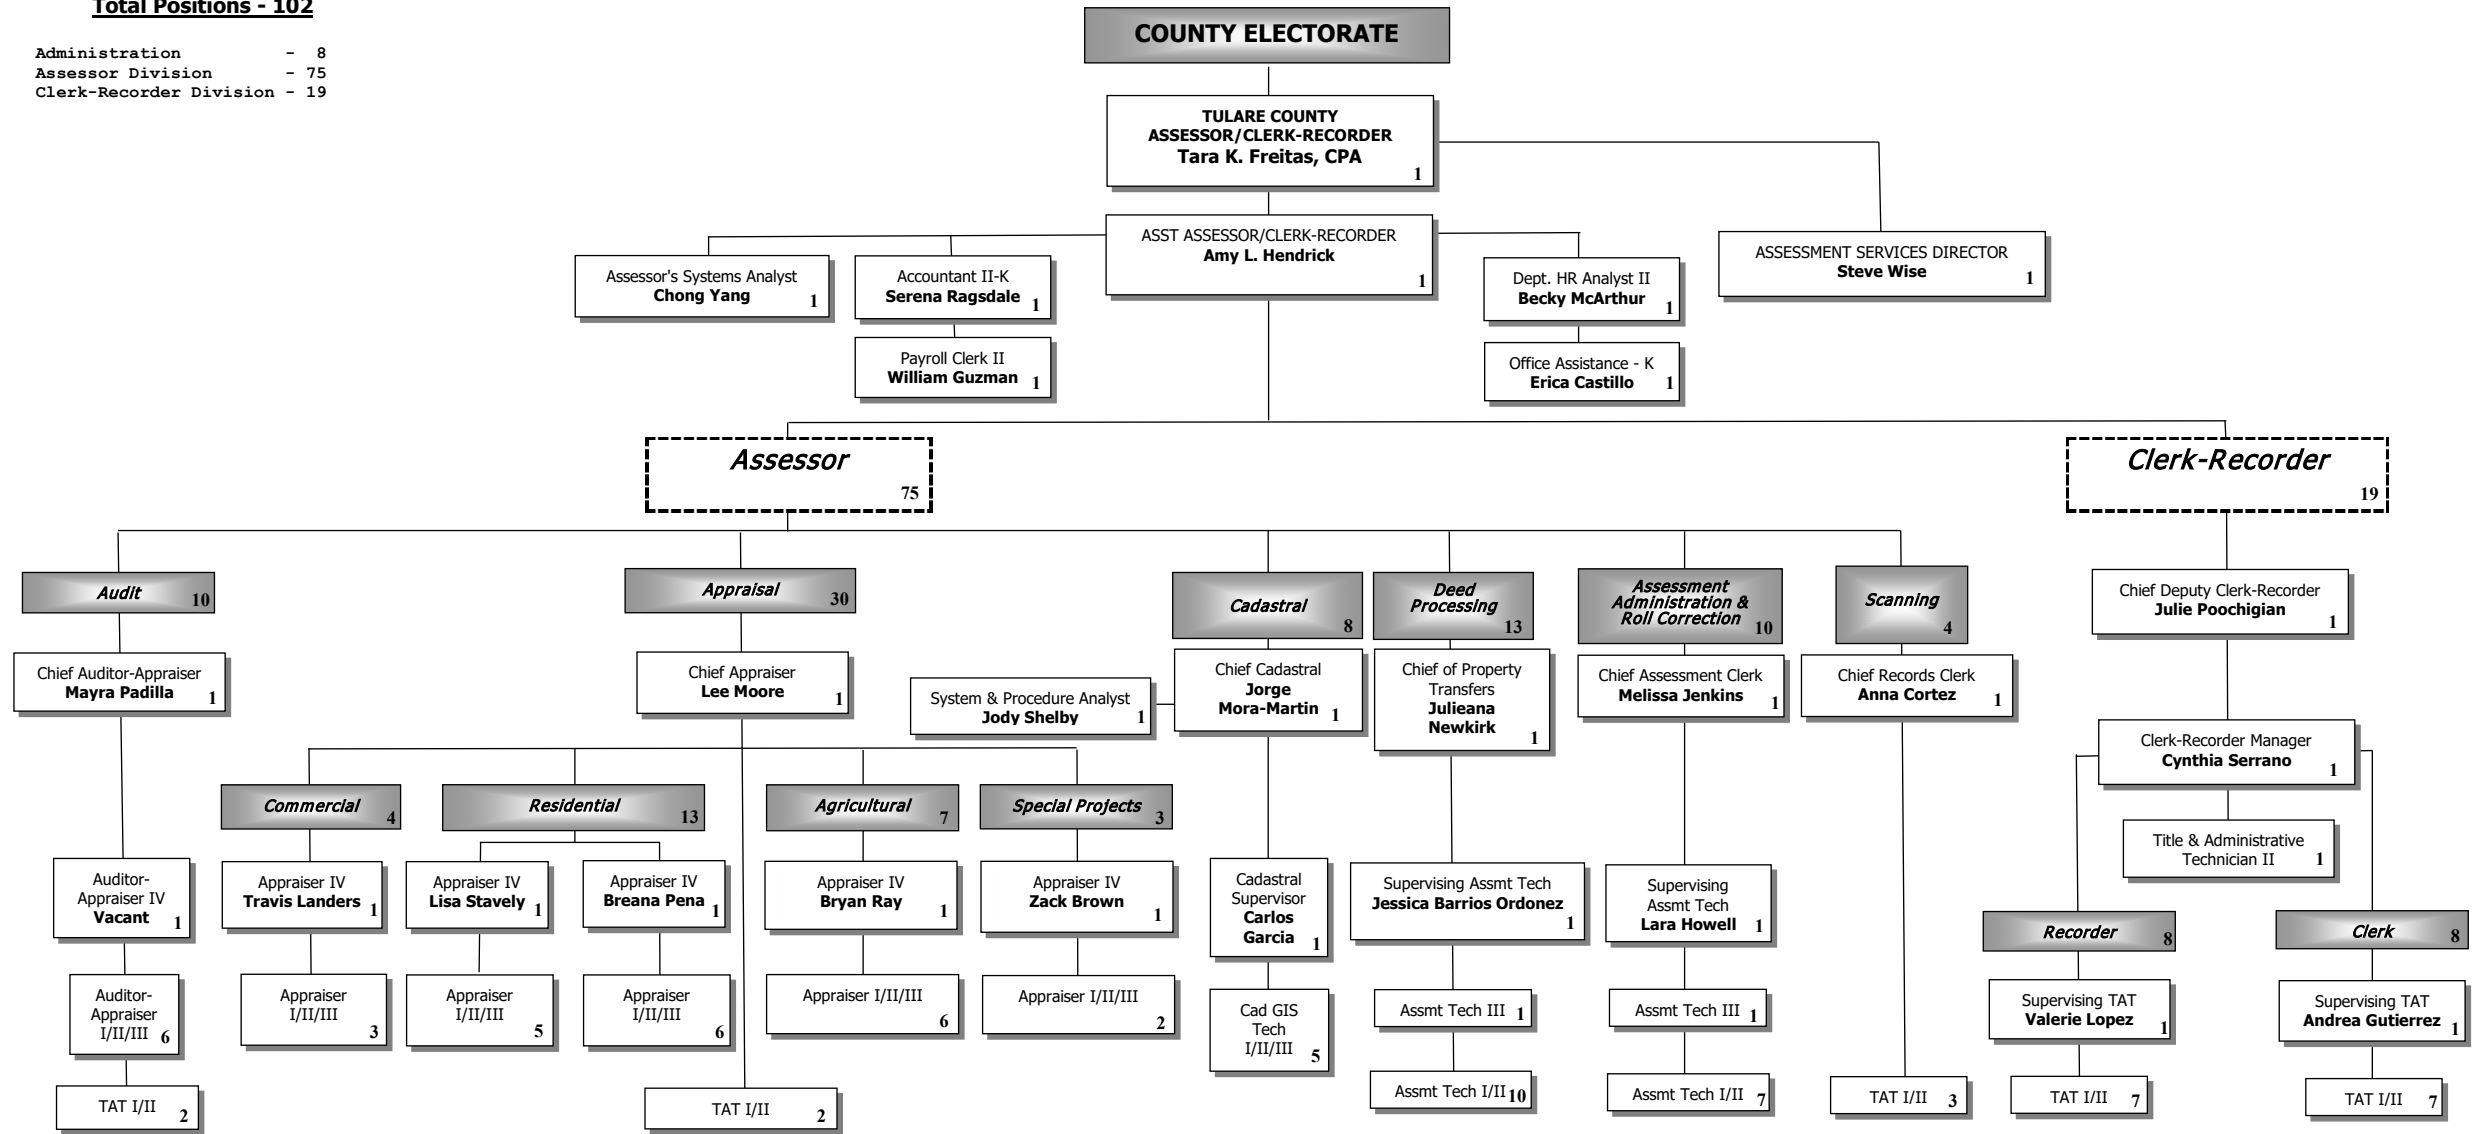 Total Positions - 102
Administration - 8
Assessor Division - 75
Clerk-Recorder Division - 19
COUNTY ELECTORATE
TULARE COUNTY
ASSESSOR/CLERK-RECORDER
Tara K. Freitas, CPA
1
ASST ASSESSOR/CLERK-RECORDER
Amy L. Hendrick
1
ASSESSMENT SERVICES DIRECTOR
Steve Wise
1
Assessor's Systems Analyst
Chong Yang
1
Accountant II-K
Serena Ragsdale
1
Dept. HR Analyst II
Becky McArthur
1
Payroll Clerk II
William Guzman
1
Office Assistance - K
Erica Castillo
1
Assessor
75
Clerk-Recorder
19
Audit
10
Appraisal
30
Cadastral
8
Deed
Processing
13
Assessment
Administration &
Roll Correction
10
Scanning
4
Chief Deputy Clerk-Recorder
Julie Poochigian
1
Chief Auditor-Appraiser
Mayra Padilla
1
Chief Appraiser
Lee Moore
1
System & Procedure Analyst
Jody Shelby
1
Chief Cadastral
Jorge
Mora-Martin
1
Chief of Property
Transfers
Julieana
Newkirk
1
Chief Assessment Clerk
Melissa Jenkins
1
Chief Records Clerk
Anna Cortez
1
Clerk-Recorder Manager
Cynthia Serrano
1
Commercial
4
Residential
13
Agricultural
7
Special Projects
3
Title & Administrative
Technician II
1
Auditor-
Appraiser IV
Vacant
1
Appraiser IV
Travis Landers
1
Appraiser IV
Lisa Stavely
1
Appraiser IV
Breana Pena
1
Appraiser IV
Bryan Ray
1
Appraiser IV
Zack Brown
1
Cadastral
Supervisor
Carlos
Garcia
1
Supervising Assmt Tech
Jessica Barrios Ordonez
1
Supervising
Assmt Tech
Lara Howell
1
Recorder
8
Clerk
8
Auditor-
Appraiser
I/II/III
6
Appraiser
I/II/III
3
Appraiser
I/II/III
5
Appraiser
I/II/III
6
Appraiser I/II/III
6
Appraiser I/II/III
2
Cad GIS
Tech
I/II/III
5
Assmt Tech III
1
Assmt Tech III
1
Supervising TAT
Valerie Lopez
1
Supervising TAT
Andrea Gutierrez
1
TAT I/II
2
TAT I/II
2
Assmt Tech I/II
10
Assmt Tech I/II
7
TAT I/II
3
TAT I/II
7
TAT I/II
7